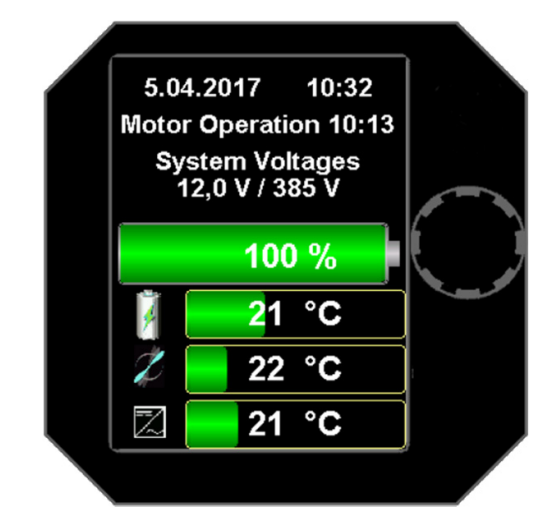 5.04.2017 10:32
Motor Operation 10:13
System Voltages
12,0 V / 385 V
100 %
21 °C
22 °C
21 °C